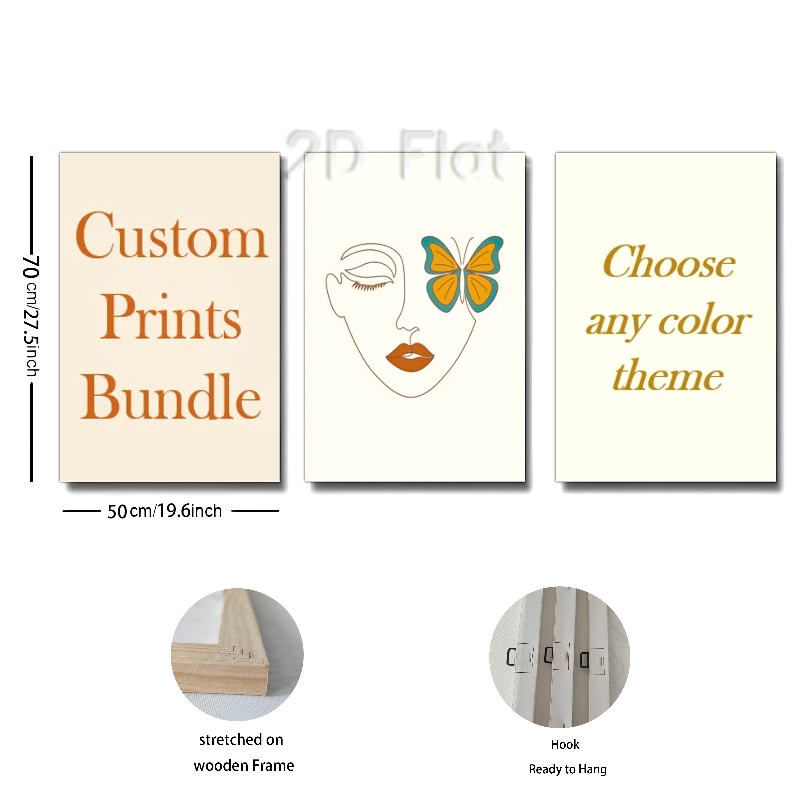 2D Flat
Custom
Prints
Bundle
Choose
any color
theme
70 cm/27.5inch
50 cm/19.6inch
stretched on
wooden Frame
Hook
Ready to Hang